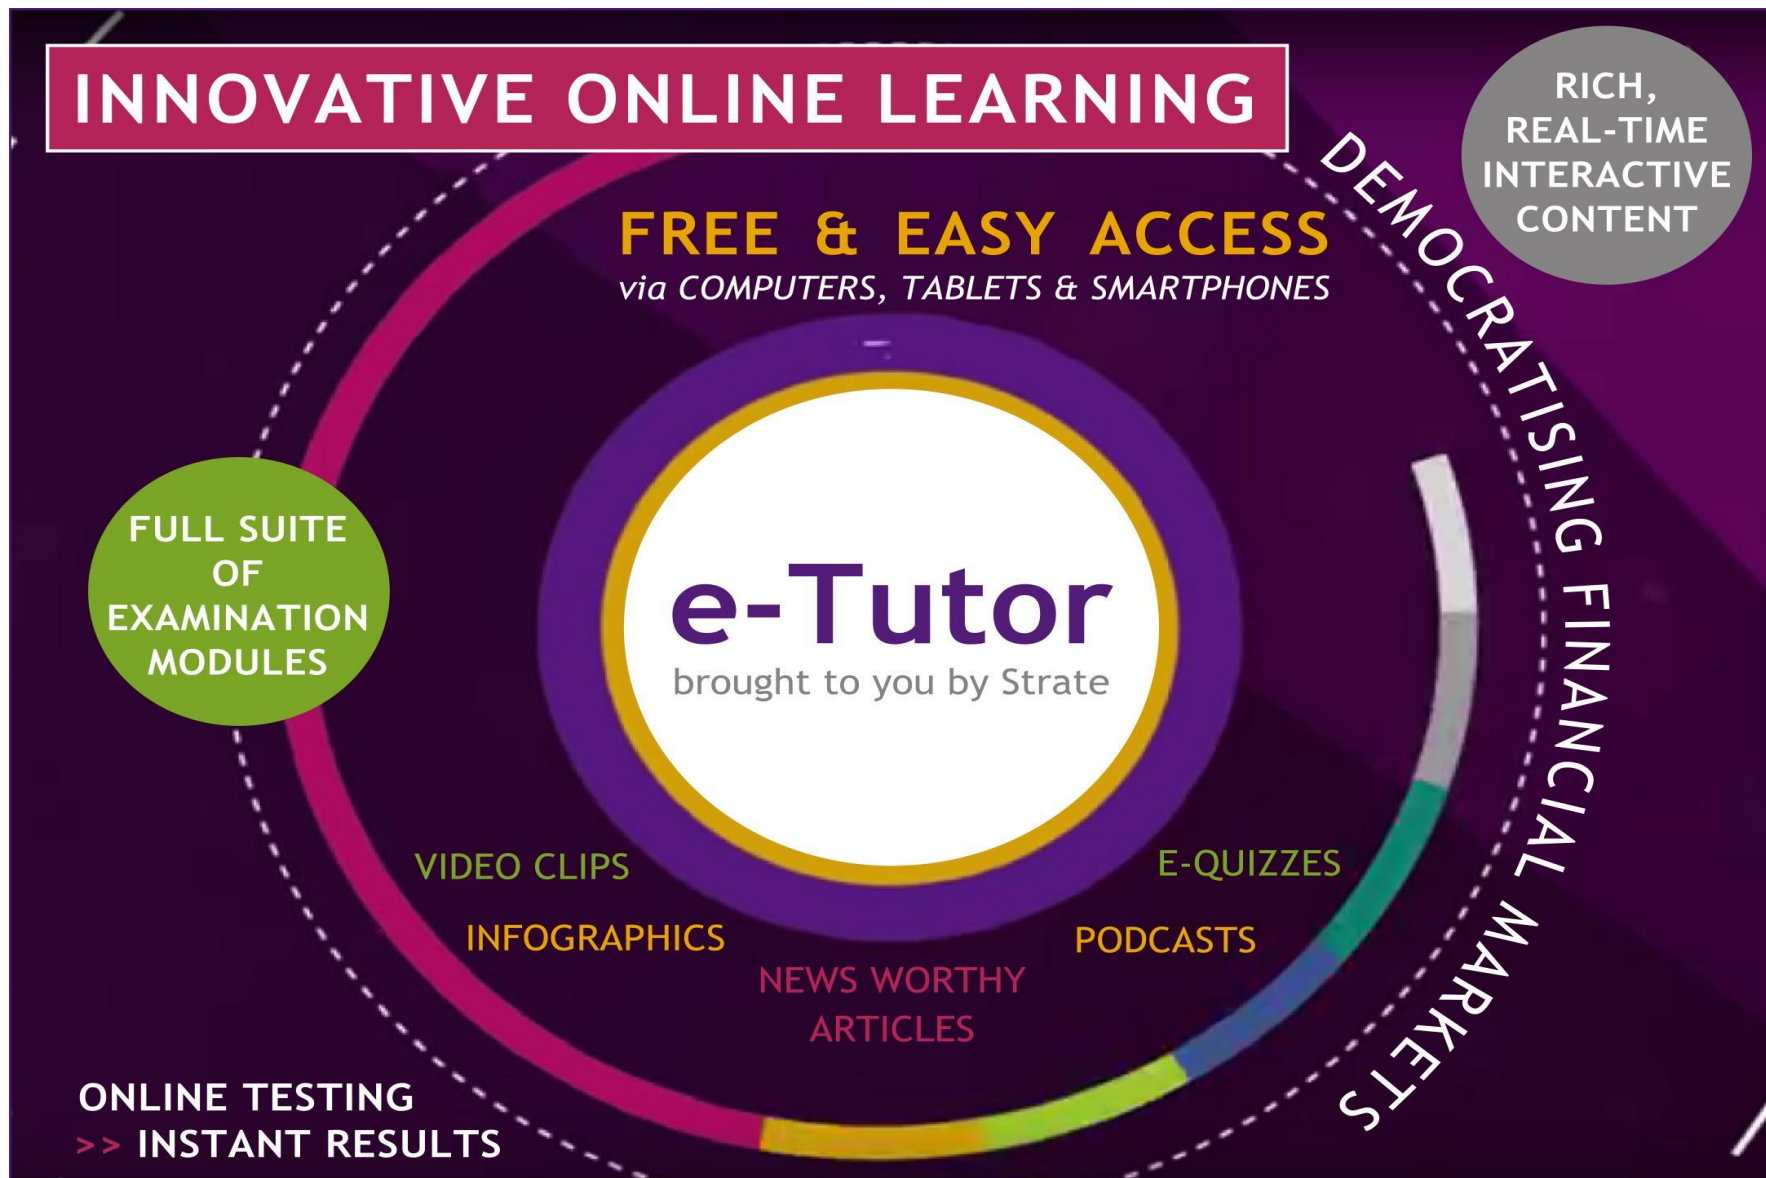 INNOVATIVE ONLINE LEARNING
RICH,
REAL-TIME
INTERACTIVE
CONTENT
FREE & EASY ACCESS
via COMPUTERS, TABLETS & SMARTPHONES
DEMOCRATISING FINANCIAL MARKETS
FULL SUITE
OF
EXAMINATION
MODULES
e-Tutor
brought to you by Strate
VIDEO CLIPS
E-QUIZZES
INFOGRAPHICS
PODCASTS
NEWS WORTHY
ARTICLES
ONLINE TESTING
>> INSTANT RESULTS